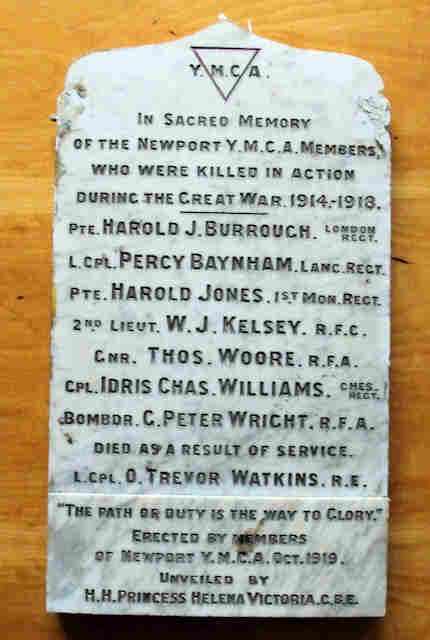 Y.M.C.A.
IN SACRED MEMORY
OF THE NEWPORT Y.M.C.A. MEMBERS,
WHO WERE KILLED IN ACTION
DURING THE GREAT WAR. 1914.-1918.
PTE. HAROLD J. BURROUGH. LONDON REGT.
L.CPL. PERCY BAYNHAM. LANC. REGT.
PTE. HAROLD JONES. 1ST MON. REGT.
2ND LIEUT. W. J. KELSEY. R.F.C.
GNR. THOS. WOORE. R.F.A.
CPL. IDRIS CHAS. WILLIAMS. CHES. REGT.
BOMBDR. C. PETER WRIGHT. R.F.A.
DIED AS A RESULT OF SERVICE.
L.CPL. O. TREVOR WATKINS. R.E.
"THE PATH OR DUTY IS THE WAY TO GLORY."
ERECTED BY MEMBERS
OF NEWPORT Y.M.C.A. OCT. 1919.
UNVEILED BY
H.H. PRINCESS HELENA VICTORIA. C.B.E.